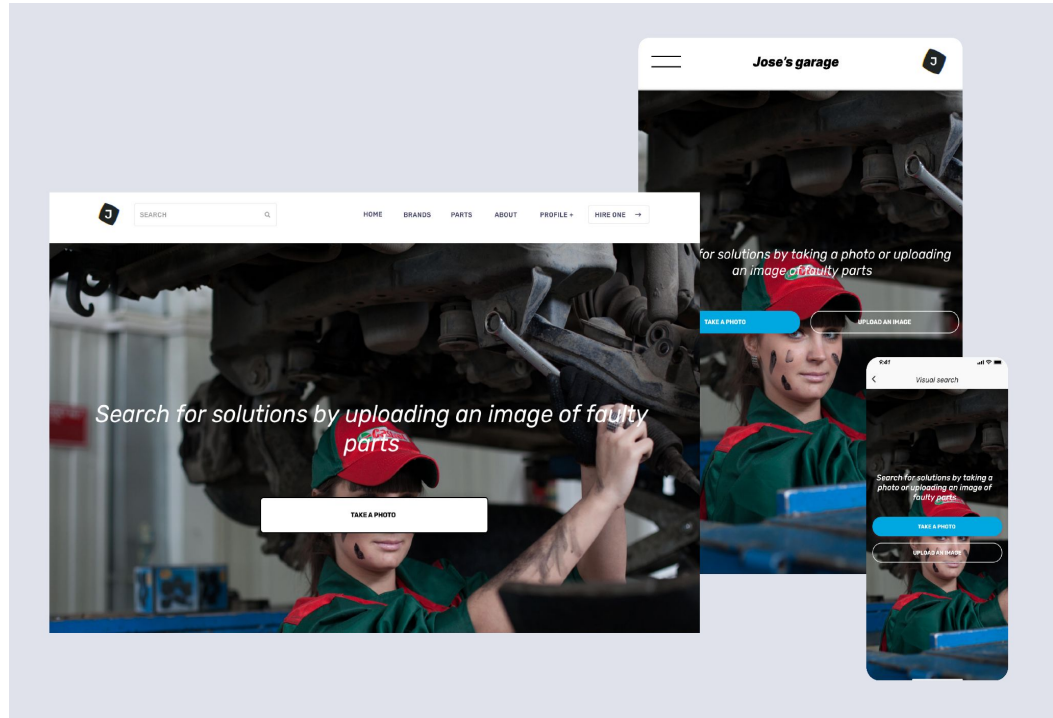 Jose's garage
J
for solutions by taking a photo or uploading
an image of faulty parts
TAKE A PHOTO
UPLOAD AN IMAGE
J
SEARCH
HOME
BRANDS
PARTS
ABOUT
PROFILE +
HIRE ONE →
Search for solutions by uploading an image of faulty
parts
TAKE A PHOTO
9:41
Visual search
Search for solutions by taking a
photo or uploading an image of
faulty parts
TAKE A PHOTO
UPLOAD AN IMAGE